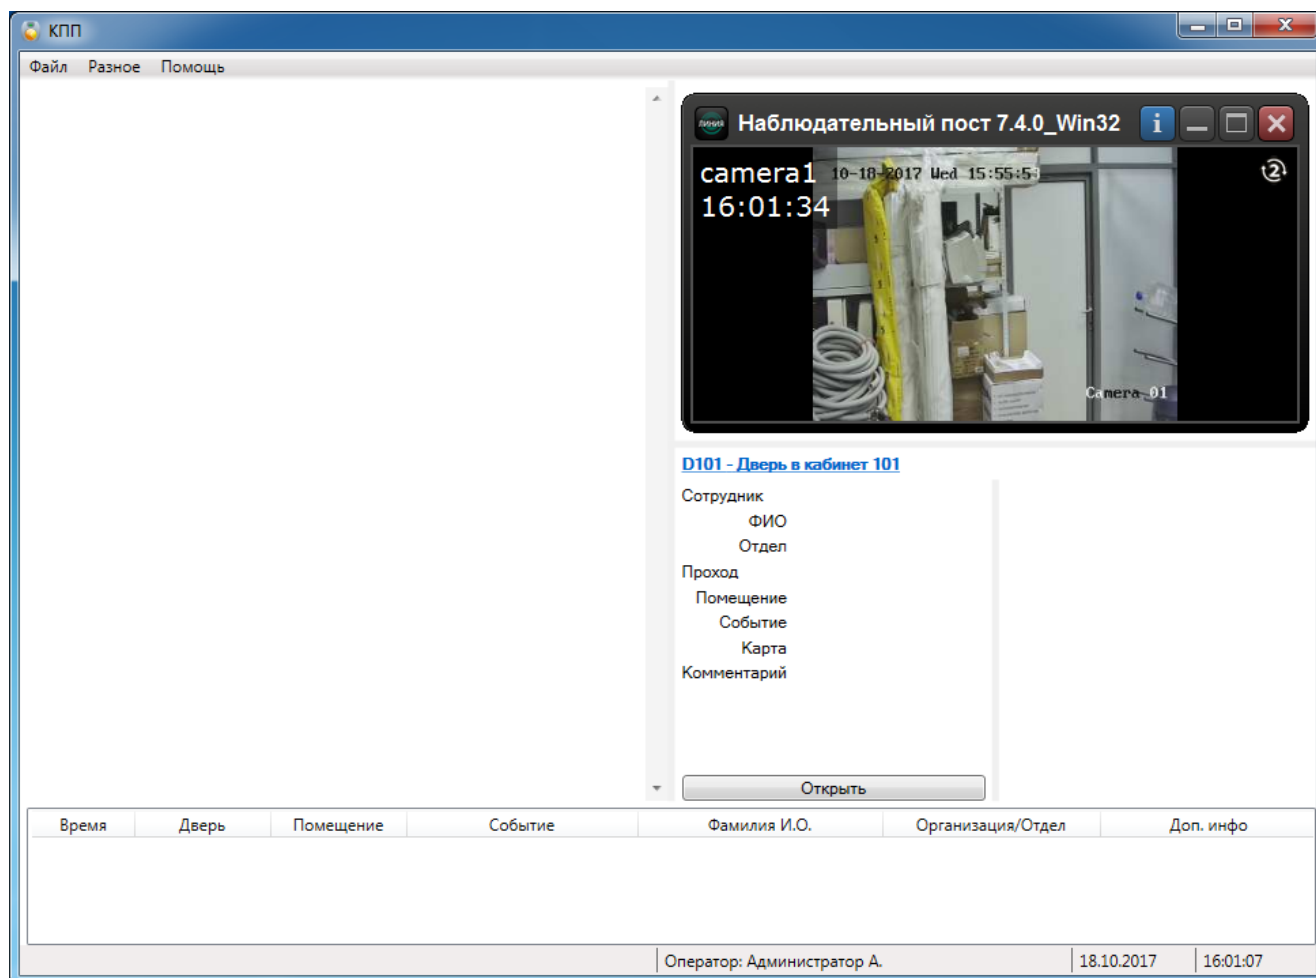 КПП
Файл Разное Помощь
ЛИНИЯ
Наблюдательный пост 7.4.0_Win32
camera1
10-18-2017 Wed 15:55:5
16:01:34
2
Camera 01
D101 - Дверь в кабинет 101
Сотрудник
ФИО
Отдел
Проход
Помещение
Событие
Карта
Комментарий
Открыть
Время Дверь Помещение Событие Фамилия И.О. Организация/Отдел Доп. инфо
Оператор: Администратор А. 18.10.2017 16:01:07